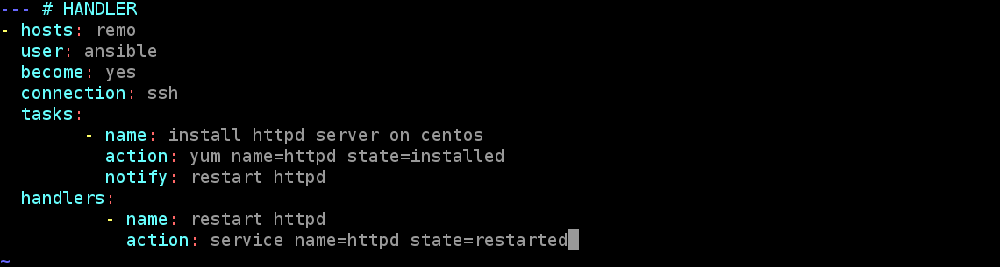 --- # HANDLER
- hosts: remo
  user: ansible
  become: yes
  connection: ssh
  tasks:
        - name: install httpd server on centos
          action: yum name=httpd state=installed
          notify: restart httpd
  handlers:
          - name: restart httpd
            action: service name=httpd state=restarted
~